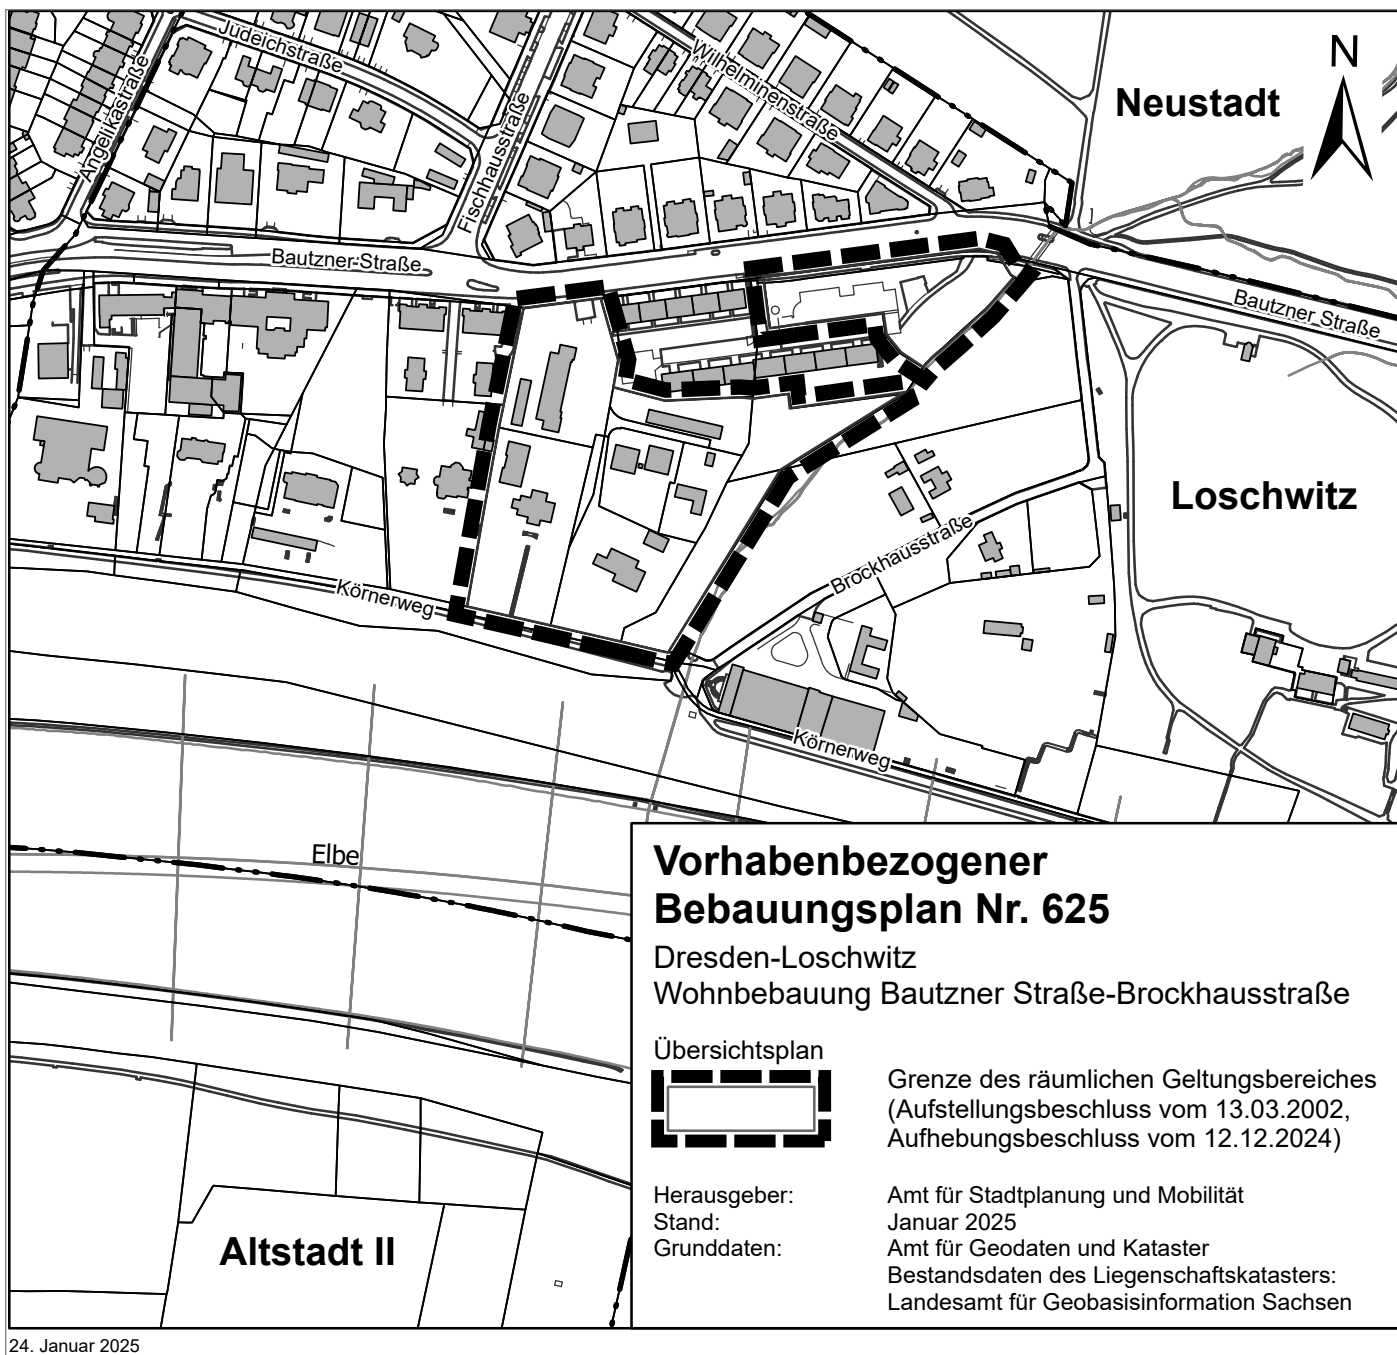 Judeichstraße
Wilhelminenstraße
N
Neustadt
Angelikastraße
Fischhausstraße
Bautzner Straße
Bautzner Straße
Loschwitz
Brockhausstraße
Körnerweg
Körnerweg
Elbe
Vorhabenbezogener
Bebauungsplan Nr. 625
Dresden-Loschwitz
Wohnbebauung Bautzner Straße-Brockhausstraße
Übersichtsplan
Grenze des räumlichen Geltungsbereiches
(Aufstellungsbeschluss vom 13.03.2002,
Aufhebungsbeschluss vom 12.12.2024)
Herausgeber: Amt für Stadtplanung und Mobilität
Stand: Januar 2025
Grunddaten: Amt für Geodaten und Kataster
Bestandsdaten des Liegenschaftskatasters:
Landesamt für Geobasisinformation Sachsen
Altstadt II
24. Januar 2025